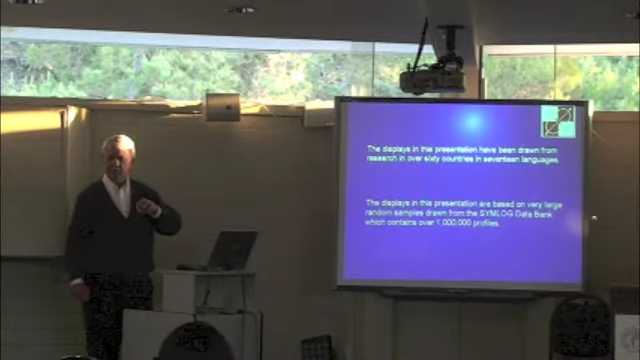 The displays in this presentation have been drawn from
research in over sixty countries in seventeen languages.
The displays in this presentation are based on very large
random samples drawn from the SYMLOG Data Bank
which contains over 1,000,000 profiles.